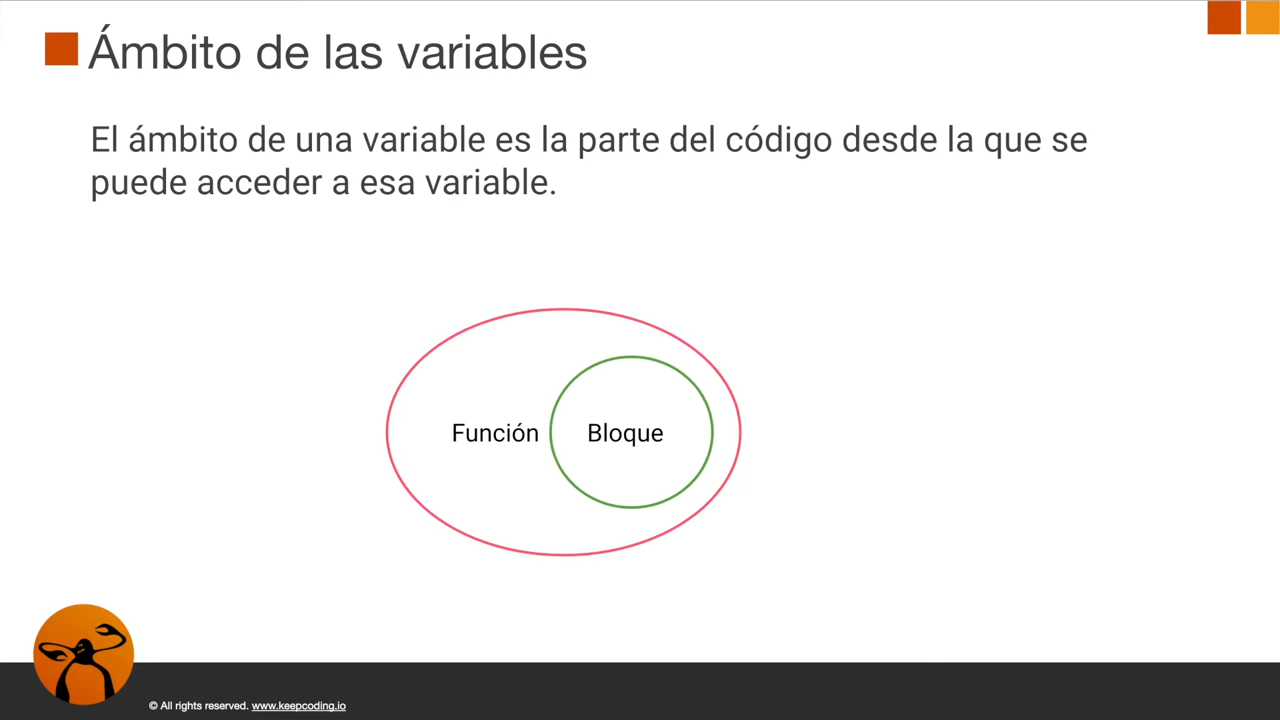 Ámbito de las variables
El ámbito de una variable es la parte del código desde la que se
puede acceder a esa variable.
Función
Bloque
© All rights reserved. www.keepcoding.io